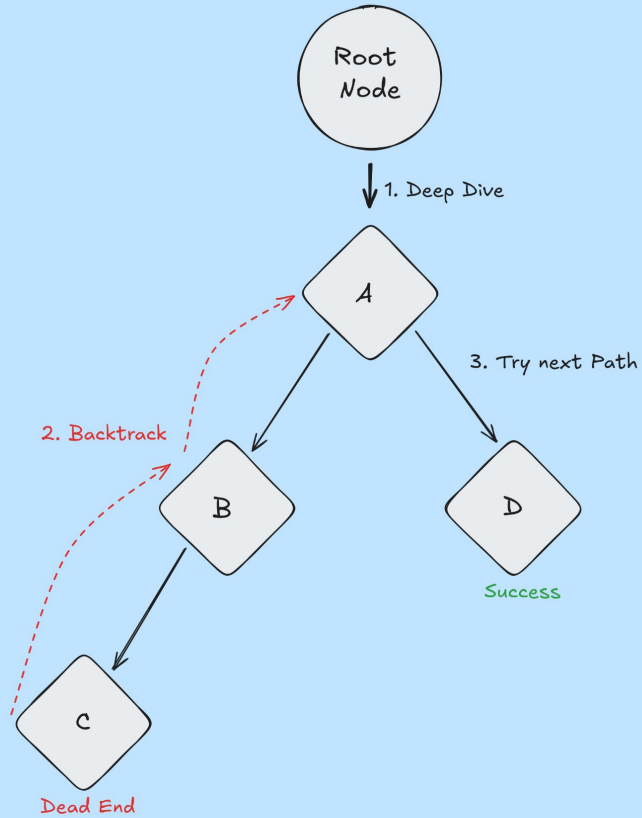 Root
Node
1. Deep Dive
A
3. Try next Path
2. Backtrack
B
D
Success
C
Dead End